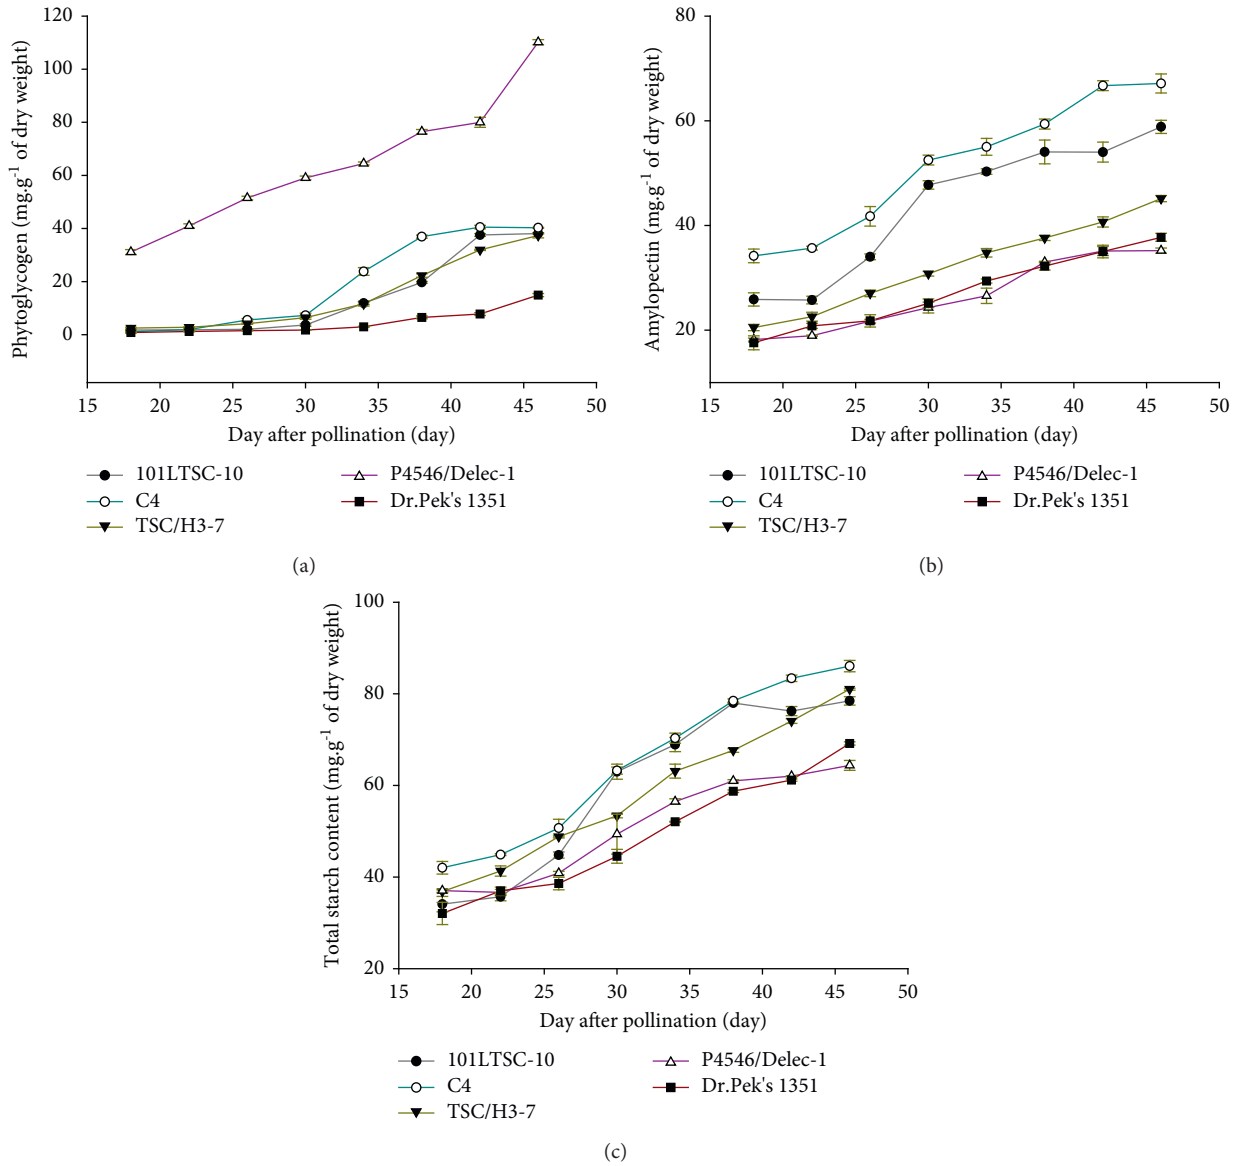 120
100
80
60
40
20
0
Phytoglycogen (mg.g⁻¹ of dry weight)
15 20 25 30 35 40 45 50
Day after pollination (day)
101LTSC-10
C4
TSC/H3-7
P4546/Delec-1
Dr.Pek's 1351
(a)
80
60
40
20
Amylopectin (mg.g⁻¹ of dry weight)
15 20 25 30 35 40 45 50
Day after pollination (day)
101LTSC-10
C4
TSC/H3-7
P4546/Delec-1
Dr.Pek's 1351
(b)
100
80
60
40
20
Total starch content (mg.g⁻¹ of dry weight)
15 20 25 30 35 40 45 50
Day after pollination (day)
101LTSC-10
C4
TSC/H3-7
P4546/Delec-1
Dr.Pek's 1351
(c)